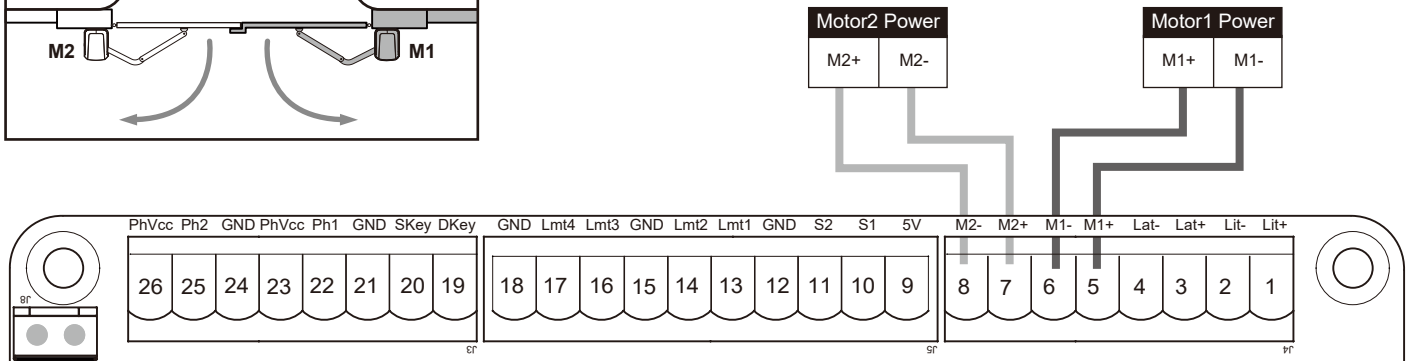 Motor2 Power
M2+ M2-
Motor1 Power
M1+ M1-
M2
M1
PhVcc Ph2 GND PhVcc Ph1 GND SKey DKey
GND Lmt4 Lmt3 GND Lmt2 Lmt1 GND S2 S1 5V
M2- M2+ M1- M1+ Lat- Lat+ Lit- Lit+
26 25 24 23 22 21 20 19
18 17 16 15 14 13 12 11 10 9
8 7 6 5 4 3 2 1
J8
J3
J5
J4